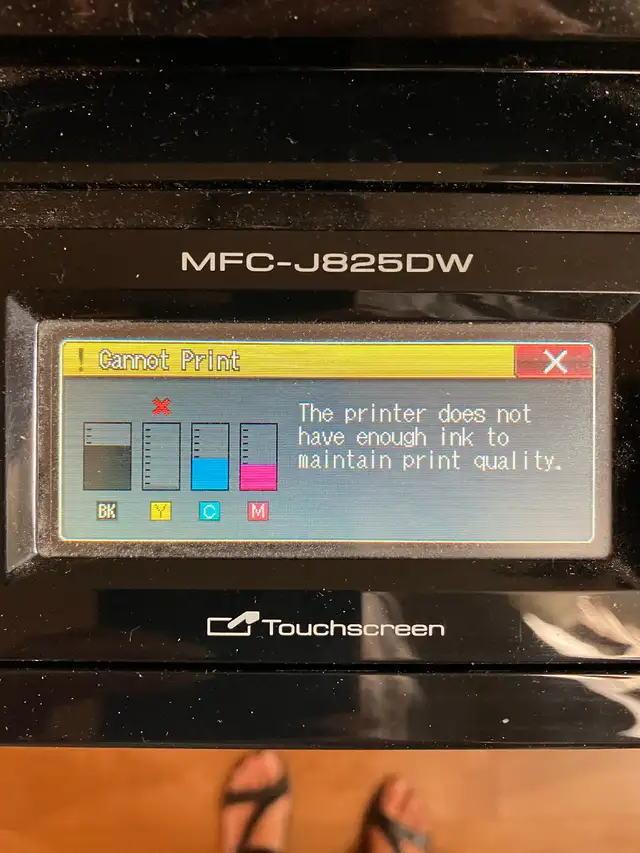 MFC-J825DW
! Cannot Print X
The printer does not
have enough ink to
maintain print quality.
BK Y C M
Touchscreen